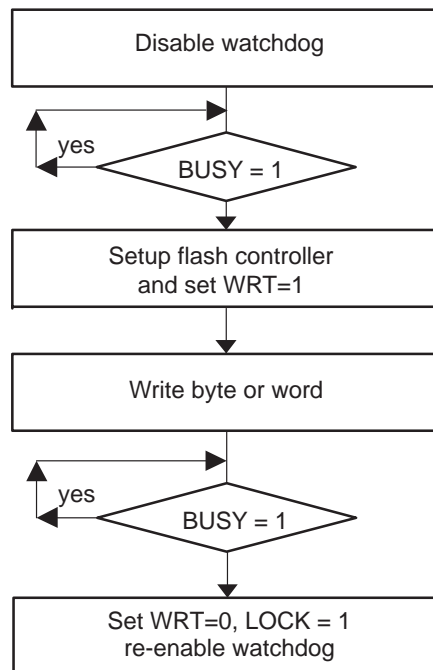 Disable watchdog
yes
BUSY = 1
Setup flash controller
and set WRT=1
Write byte or word
yes
BUSY = 1
Set WRT=0, LOCK = 1
re-enable watchdog